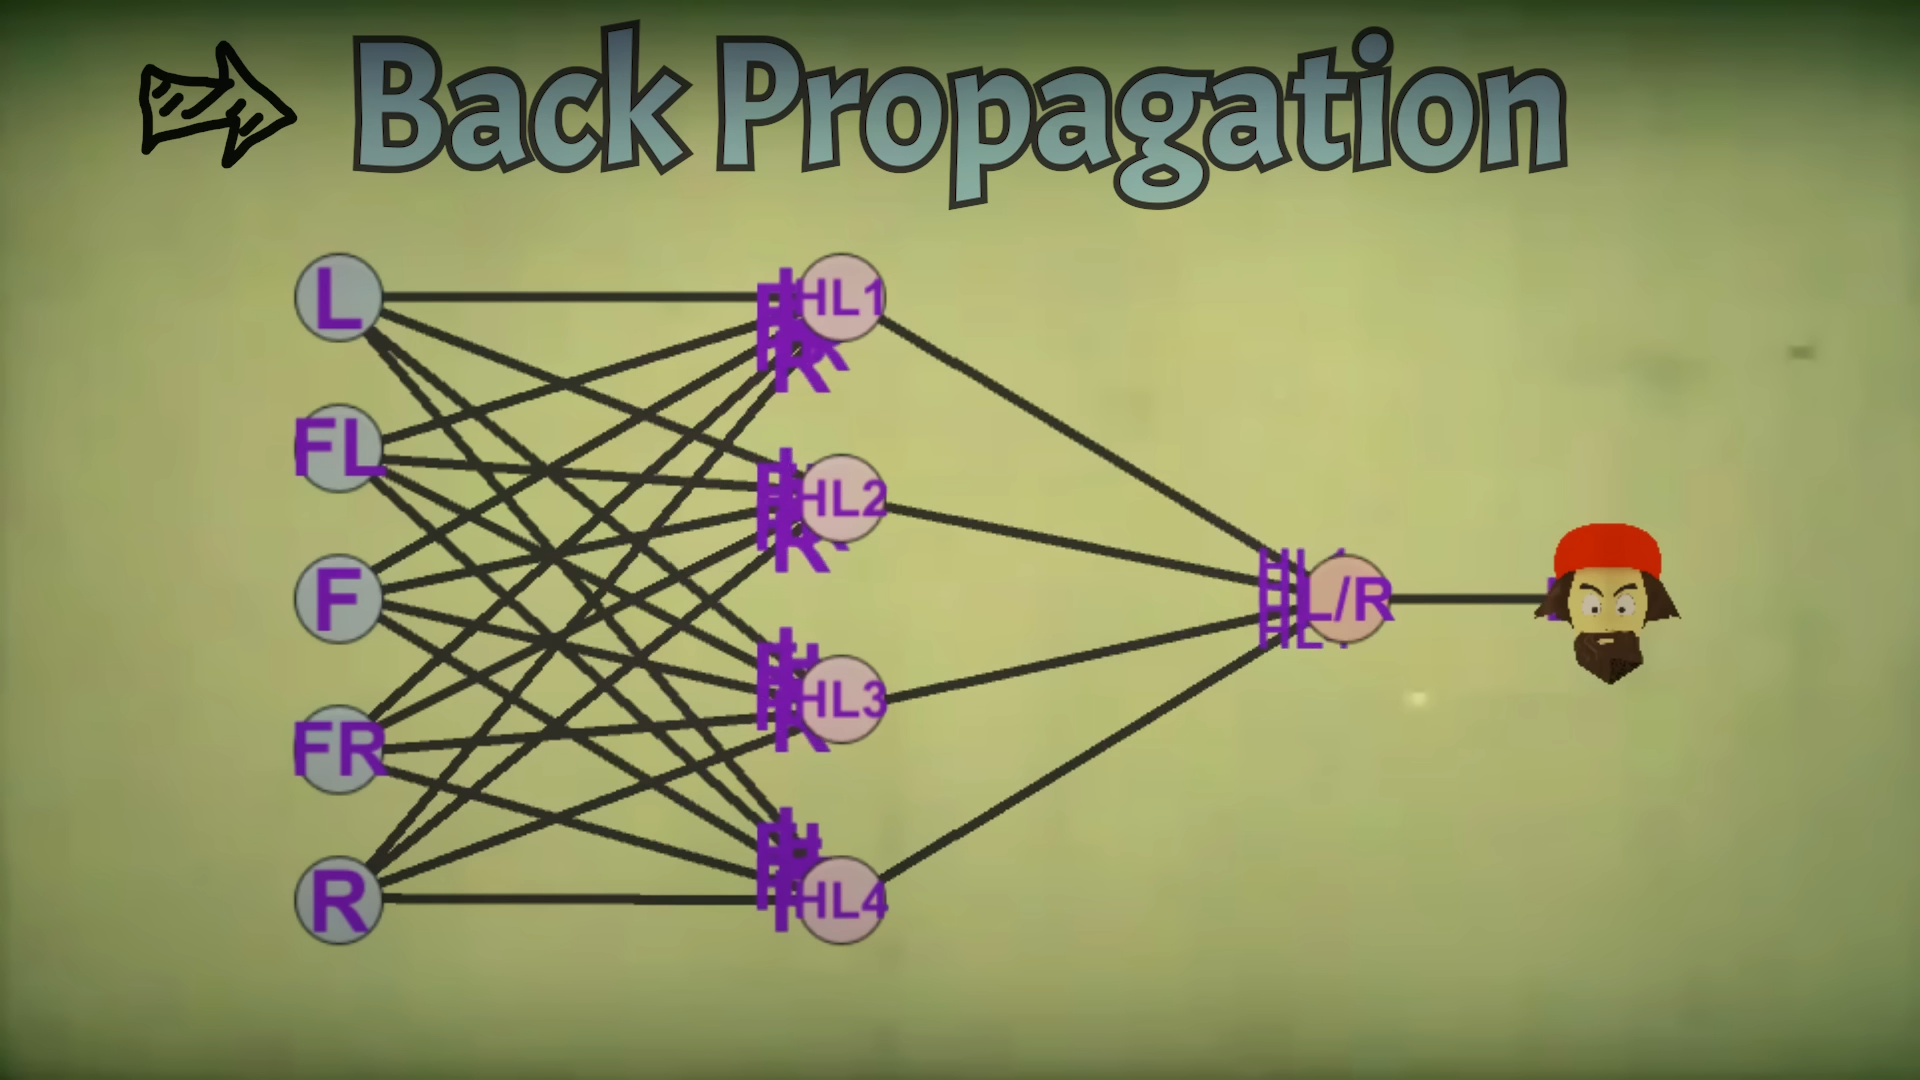 Back Propagation
L
FL
F
FR
R
HL1
HL2
HL3
HL4
L/R